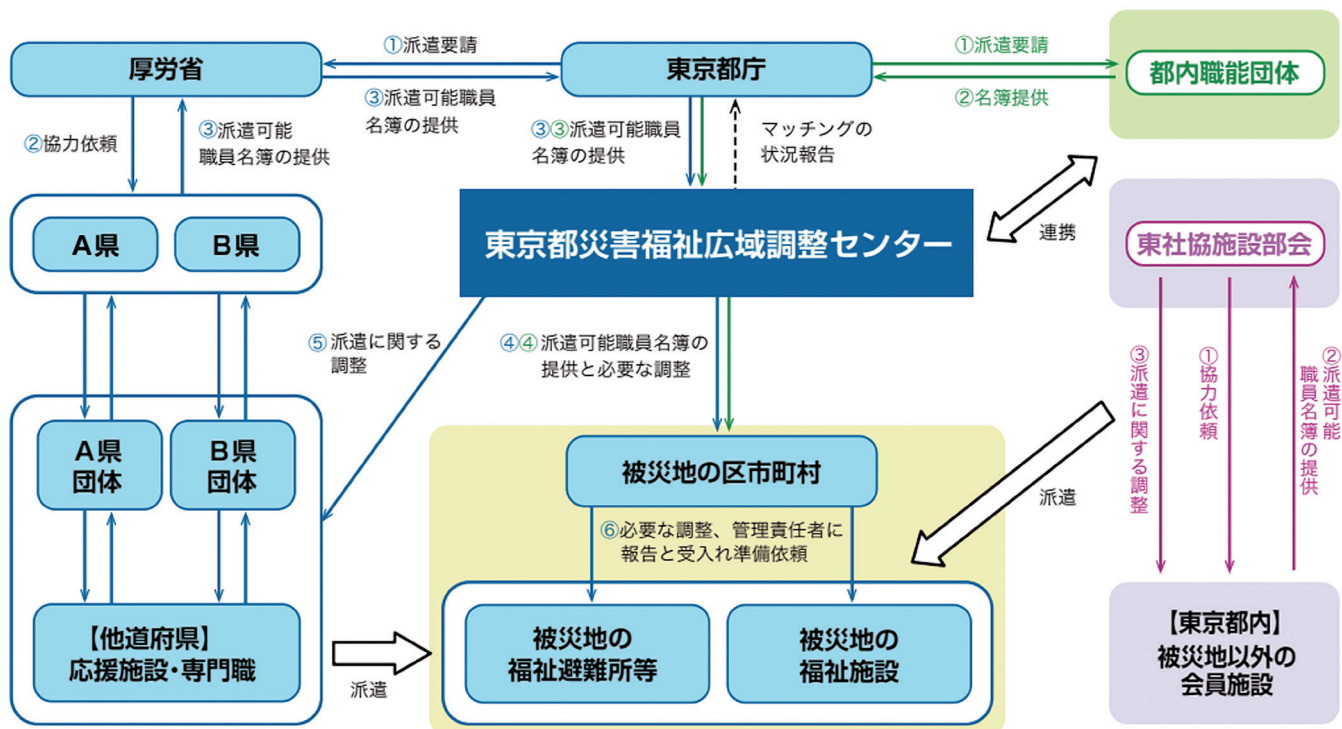 厚労省
①派遣要請
東京都庁
①派遣要請
②名簿提供
都内職能団体
③派遣可能職員
名簿の提供
②協力依頼
③派遣可能
職員名簿の提供
③③派遣可能職員
名簿の提供
マッチングの
状況報告
A県
B県
東京都災害福祉広域調整センター
連携
東社協施設部会
⑤派遣に関する
調整
④④派遣可能職員名簿の
提供と必要な調整
③派遣に関する調整
①協力依頼
②派遣可能
職員名簿の提供
A県
団体
B県
団体
被災地の区市町村
派遣
⑥必要な調整、管理責任者に
報告と受入れ準備依頼
【他道府県】
応援施設・専門職
派遣
被災地の
福祉避難所等
被災地の
福祉施設
【東京都内】
被災地以外の
会員施設